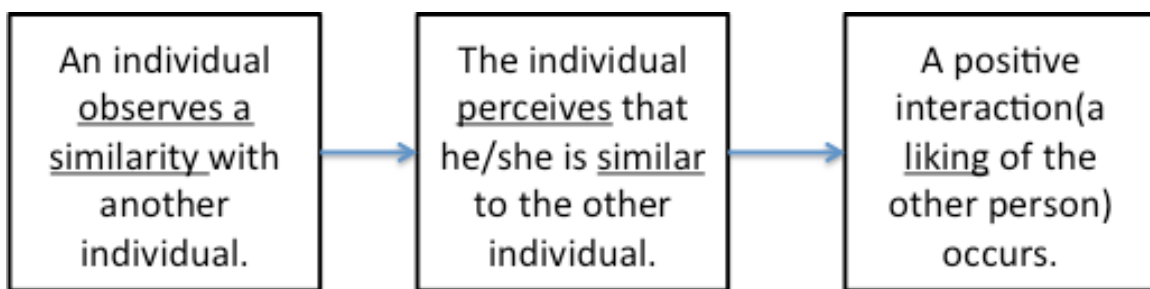 An individual
observes a
similarity with
another
individual.
The individual
perceives that
he/she is similar
to the other
individual.
A positive
interaction(a
liking of the
other person)
occurs.